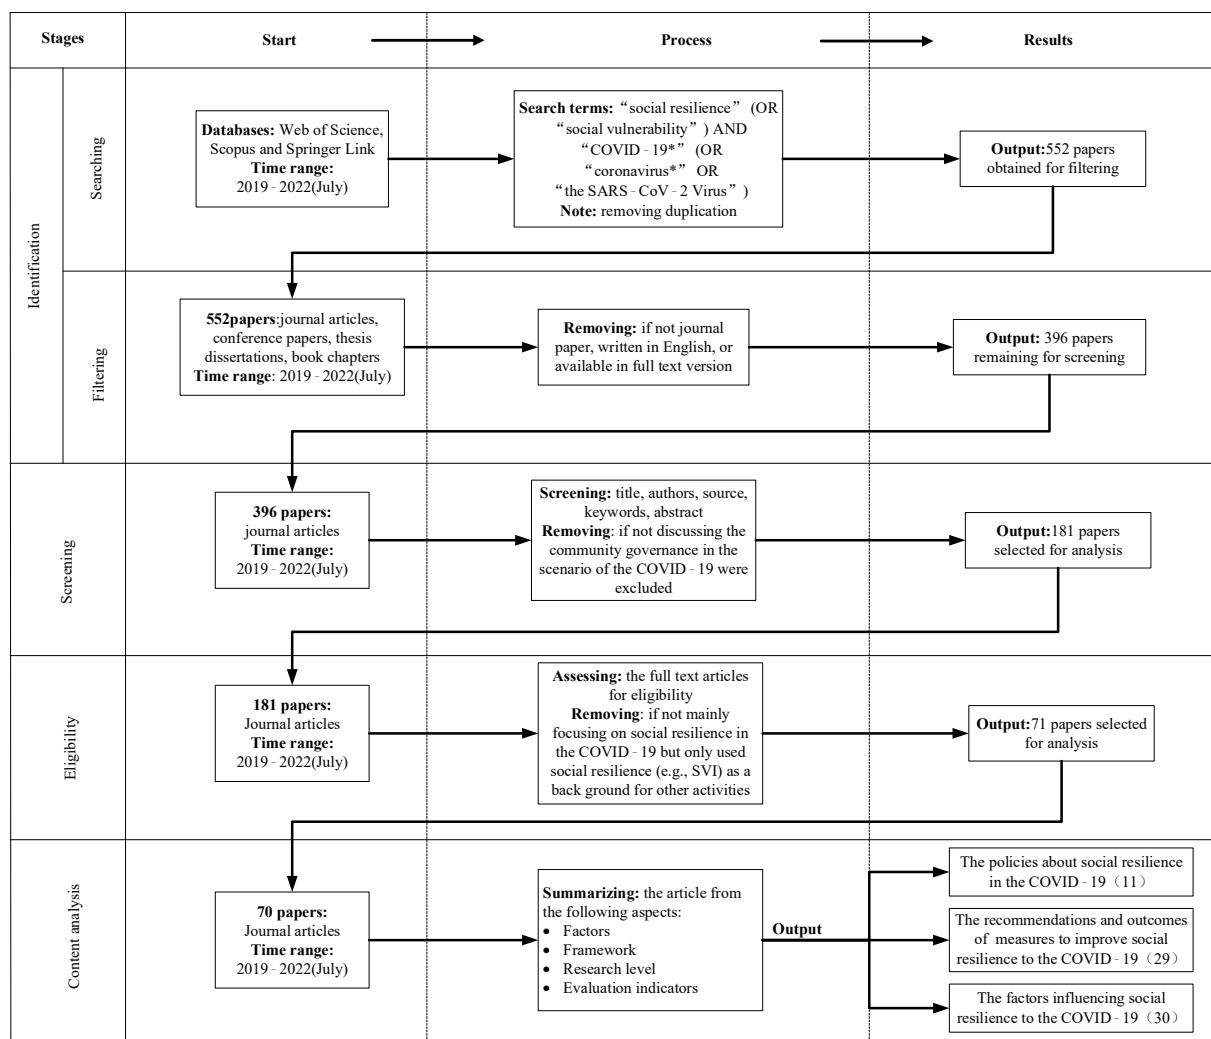 Stages
Start
Process
Results
Identification
Searching
Databases: Web of Science,
Scopus and Springer Link
Time range:
2019 - 2022(July)
Search terms: “social resilience” (OR
“social vulnerability” ) AND
“COVID - 19*” (OR
“coronavirus*” OR
“the SARS - CoV - 2 Virus” )
Note: removing duplication
Output:552 papers
obtained for filtering
Filtering
552papers:journal articles,
conference papers, thesis
dissertations, book chapters
Time range: 2019 - 2022(July)
Removing: if not journal
paper, written in English, or
available in full text version
Output: 396 papers
remaining for screening
Screening
396 papers:
journal articles
Time range:
2019 - 2022(July)
Screening: title, authors, source,
keywords, abstract
Removing: if not discussing the
community governance in the
scenario of the COVID - 19 were
excluded
Output:181 papers
selected for analysis
Eligibility
181 papers:
Journal articles
Time range:
2019 - 2022(July)
Assessing: the full text articles
for eligibility
Removing: if not mainly
focusing on social resilience in
the COVID - 19 but only used
social resilience (e.g., SVI) as a
back ground for other activities
Output:71 papers selected
for analysis
Content analysis
70 papers:
Journal articles
Time range:
2019 - 2022(July)
Summarizing: the article from
the following aspects:
• Factors
• Framework
• Research level
• Evaluation indicators
Output
The policies about social resilience
in the COVID - 19（11）
The recommendations and outcomes
of measures to improve social
resilience to the COVID - 19（29）
The factors influencing social
resilience to the COVID - 19（30）